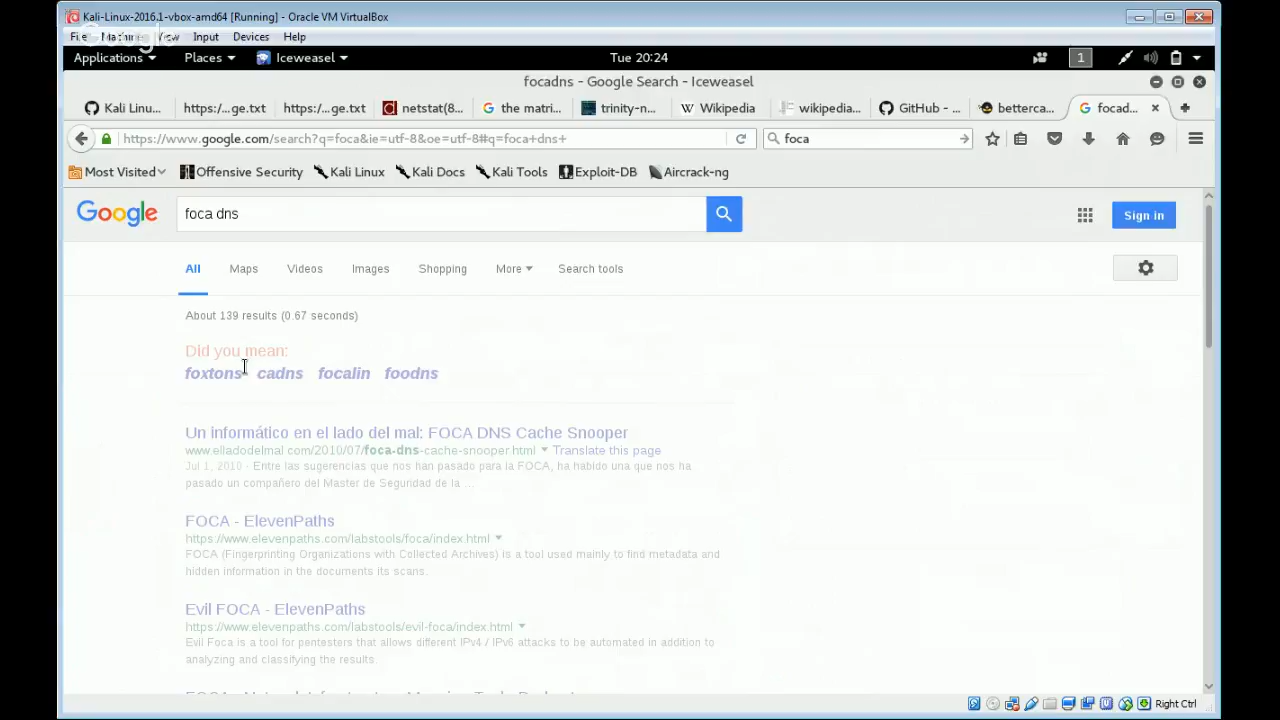 Kali-Linux-2016.1-vbox-amd64 [Running] - Oracle VM VirtualBox
Google
File Machine View Input Devices Help
Applications Places Iceweasel Tue 20:24 1
focadns - Google Search - Iceweasel
Kali Linu... https:/...ge.txt https:/...ge.txt netstat(8... the matri... trinity-n... Wikipedia wikipedia... GitHub - ... betterca... focad...
https://www.google.com/search?q=foca&ie=utf-8&oe=utf-8#q=foca+dns+ foca
Most Visited Offensive Security Kali Linux Kali Docs Kali Tools Exploit-DB Aircrack-ng
Google foca dns Sign in
All Maps Videos Images Shopping More Search tools
About 139 results (0.67 seconds)
Did you mean:
foxtons cadns focalin foodns
Un informático en el lado del mal: FOCA DNS Cache Snooper
www.elladodelmal.com/2010/07/foca-dns-cache-snooper.html Translate this page
Jul 1, 2010 - Entre las sugerencias que nos han pasado para la FOCA, ha habido una que nos ha
pasado un compañero del Master de Seguridad de la ...
FOCA - ElevenPaths
https://www.elevenpaths.com/labstools/foca/index.html
FOCA (Fingerprinting Organizations with Collected Archives) is a tool used mainly to find metadata and
hidden information in the documents its scans.
Evil FOCA - ElevenPaths
https://www.elevenpaths.com/labstools/evil-foca/index.html
Evil Foca is a tool for pentesters that allows different IPv4 / IPv6 attacks to be automated in addition to
analyzing and classifying the results.
Right Ctrl